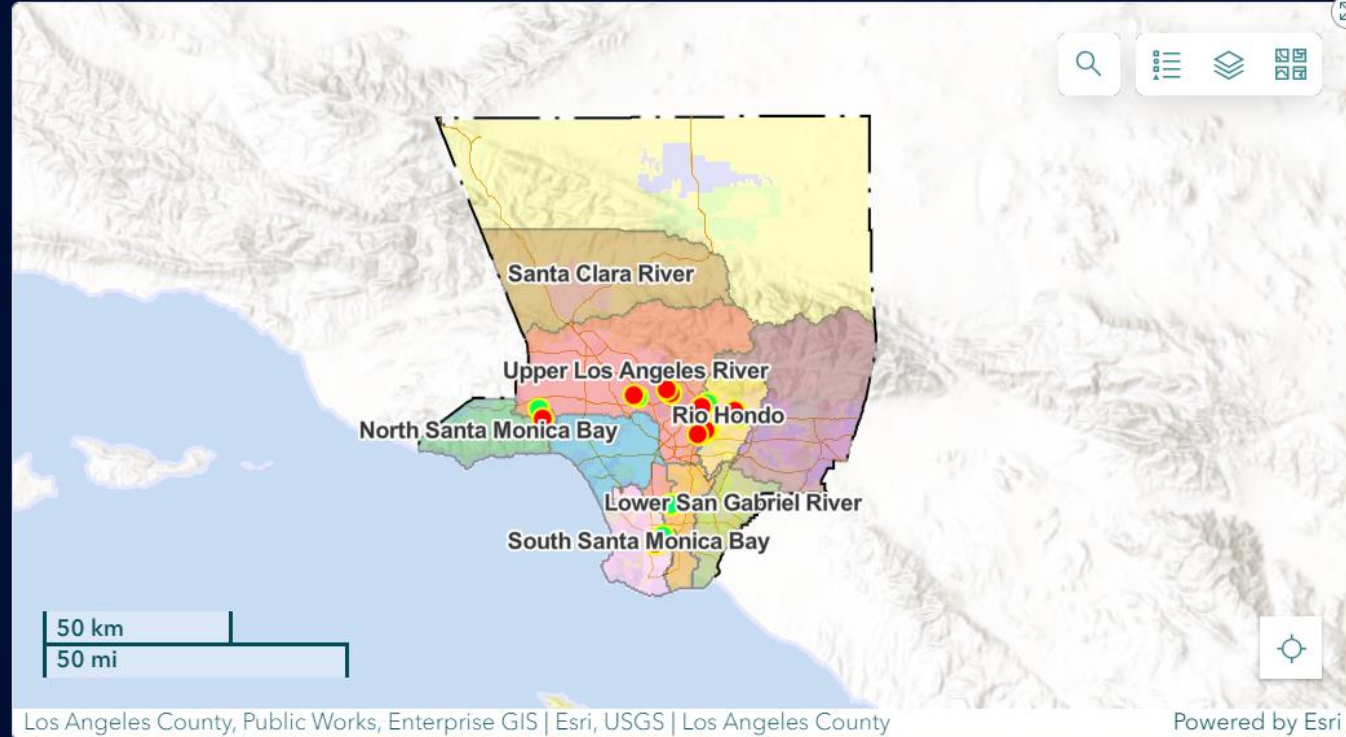 Santa Clara River
Upper Los Angeles River
Rio Hondo
North Santa Monica Bay
Lower San Gabriel River
South Santa Monica Bay
50 km
50 mi
Los Angeles County, Public Works, Enterprise GIS | Esri, USGS | Los Angeles County
Powered by Esri